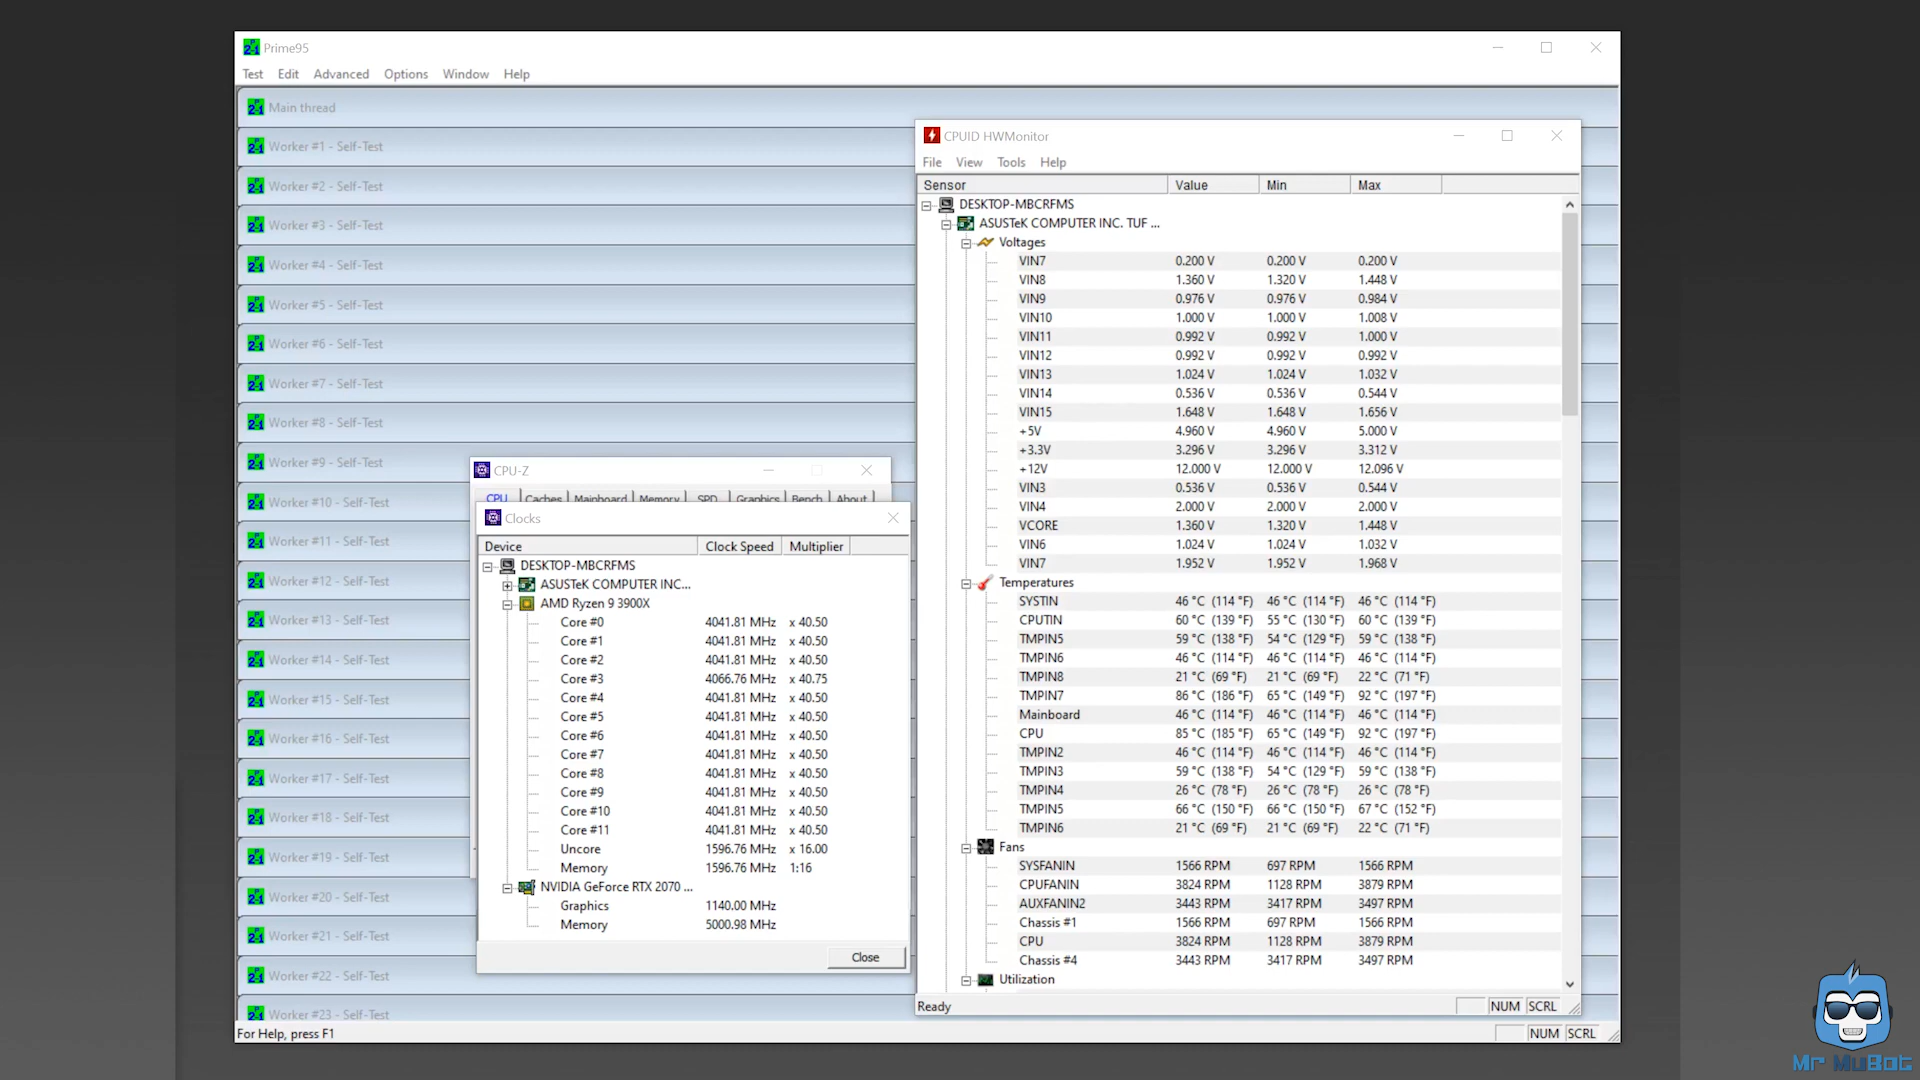 Prime95
Test Edit Advanced Options Window Help
Main thread
Worker #1 - Self-Test
Worker #2 - Self-Test
Worker #3 - Self-Test
Worker #4 - Self-Test
Worker #5 - Self-Test
Worker #6 - Self-Test
Worker #7 - Self-Test
Worker #8 - Self-Test
Worker #9 - Self-Test
Worker #10 - Self-Test
Worker #11 - Self-Test
Worker #12 - Self-Test
Worker #13 - Self-Test
Worker #14 - Self-Test
Worker #15 - Self-Test
Worker #16 - Self-Test
Worker #17 - Self-Test
Worker #18 - Self-Test
Worker #19 - Self-Test
Worker #20 - Self-Test
Worker #21 - Self-Test
Worker #22 - Self-Test
Worker #23 - Self-Test
For Help, press F1
NUM SCRL
CPU-Z
CPU Caches Mainboard Memory SPD Graphics Bench About
Clocks
Device Clock Speed Multiplier
DESKTOP-MBCRFMS
ASUSTeK COMPUTER INC...
AMD Ryzen 9 3900X
Core #0 4041.81 MHz x 40.50
Core #1 4041.81 MHz x 40.50
Core #2 4041.81 MHz x 40.50
Core #3 4066.76 MHz x 40.75
Core #4 4041.81 MHz x 40.50
Core #5 4041.81 MHz x 40.50
Core #6 4041.81 MHz x 40.50
Core #7 4041.81 MHz x 40.50
Core #8 4041.81 MHz x 40.50
Core #9 4041.81 MHz x 40.50
Core #10 4041.81 MHz x 40.50
Core #11 4041.81 MHz x 40.50
Uncore 1596.76 MHz x 16.00
Memory 1596.76 MHz 1:16
NVIDIA GeForce RTX 2070 ...
Graphics 1140.00 MHz
Memory 5000.98 MHz
Close
CPUID HWMonitor
File View Tools Help
Sensor Value Min Max
DESKTOP-MBCRFMS
ASUSTeK COMPUTER INC. TUF ...
Voltages
VIN7 0.200 V 0.200 V 0.200 V
VIN8 1.360 V 1.320 V 1.448 V
VIN9 0.976 V 0.976 V 0.984 V
VIN10 1.000 V 1.000 V 1.008 V
VIN11 0.992 V 0.992 V 1.000 V
VIN12 0.992 V 0.992 V 0.992 V
VIN13 1.024 V 1.024 V 1.032 V
VIN14 0.536 V 0.536 V 0.544 V
VIN15 1.648 V 1.648 V 1.656 V
+5V 4.960 V 4.960 V 5.000 V
+3.3V 3.296 V 3.296 V 3.312 V
+12V 12.000 V 12.000 V 12.096 V
VIN3 0.536 V 0.536 V 0.544 V
VIN4 2.000 V 2.000 V 2.000 V
VCORE 1.360 V 1.320 V 1.448 V
VIN6 1.024 V 1.024 V 1.032 V
VIN7 1.952 V 1.952 V 1.968 V
Temperatures
SYSTIN 46 °C (114 °F) 46 °C (114 °F) 46 °C (114 °F)
CPUTIN 60 °C (139 °F) 55 °C (130 °F) 60 °C (139 °F)
TMPIN5 59 °C (138 °F) 54 °C (129 °F) 59 °C (138 °F)
TMPIN6 46 °C (114 °F) 46 °C (114 °F) 46 °C (114 °F)
TMPIN8 21 °C (69 °F) 21 °C (69 °F) 22 °C (71 °F)
TMPIN7 86 °C (186 °F) 65 °C (149 °F) 92 °C (197 °F)
Mainboard 46 °C (114 °F) 46 °C (114 °F) 46 °C (114 °F)
CPU 85 °C (185 °F) 65 °C (149 °F) 92 °C (197 °F)
TMPIN2 46 °C (114 °F) 46 °C (114 °F) 46 °C (114 °F)
TMPIN3 59 °C (138 °F) 54 °C (129 °F) 59 °C (138 °F)
TMPIN4 26 °C (78 °F) 26 °C (78 °F) 26 °C (78 °F)
TMPIN5 66 °C (150 °F) 66 °C (150 °F) 67 °C (152 °F)
TMPIN6 21 °C (69 °F) 21 °C (69 °F) 22 °C (71 °F)
Fans
SYSFANIN 1566 RPM 697 RPM 1566 RPM
CPUFANIN 3824 RPM 1128 RPM 3879 RPM
AUXFANIN2 3443 RPM 3417 RPM 3497 RPM
Chassis #1 1566 RPM 697 RPM 1566 RPM
CPU 3824 RPM 1128 RPM 3879 RPM
Chassis #4 3443 RPM 3417 RPM 3497 RPM
Utilization
Ready
NUM SCRL
Mr MuBot